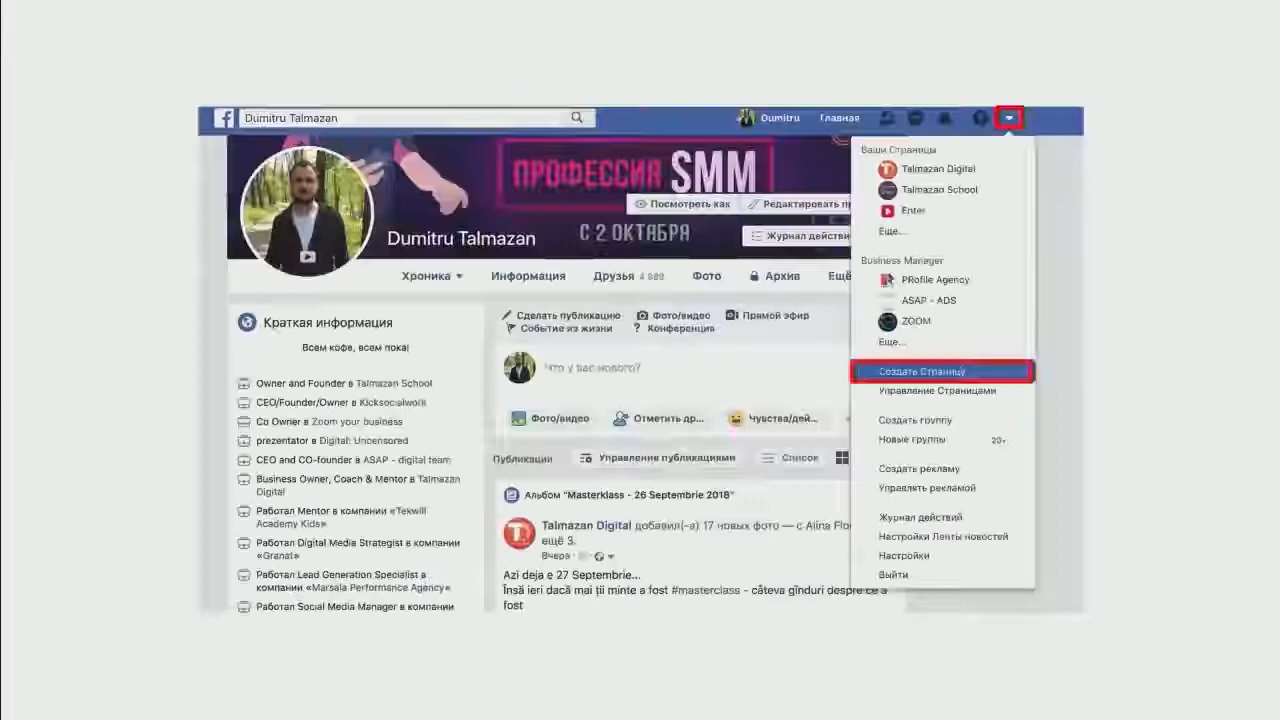 Dumitru Talmazan
Dumitru
Главная
ПРОФЕССИЯ SMM
С 2 ОКТАБРЯ
Посмотреть как
Редактировать пр
Журнал действи
Dumitru Talmazan
Хроника
Информация
Друзья 4 989
Фото
Архив
Ещё
Краткая информация
Всем кофе, всем пока!
Owner and Founder в Talmazan School
CEO/Founder/Owner в Kicksocialwork
Co Owner в Zoom your business
prezentator в Digital: Uncensored
CEO and CO-founder в ASAP - digital team
Business Owner, Coach & Mentor в Talmazan
Digital
Работал Mentor в компании «Tekwill
Academy Kids»
Работал Digital Media Strategist в компании
«Granat»
Работал Lead Generation Specialist в
компании «Marsala Performance Agency»
Работал Social Media Manager в компании
Сделать публикацию
Фото/видео
Прямой эфир
Событие из жизни
Конференция
Что у вас нового?
Фото/видео
Отметить др...
Чувства/дей...
Публикации
Управление публикациями
Список
Альбом "Masterklass - 26 Septembrie 2018"
Talmazan Digital добавил(-а) 17 новых фото — с Alina Flo
ещё 3.
Вчера
Azi deja e 27 Septembrie...
Însă ieri dacă mai ții minte a fost #masterclass - câteva gînduri despre ce a
fost
Ваши Страницы
Talmazan Digital
Talmazan School
Enter
Еще...
Business Manager
PRofile Agency
ASAP - ADS
ZOOM
Еще...
Создать Страницу
Управление Страницами
Создать группу
Новые группы
20+
Создать рекламу
Управлять рекламой
Журнал действий
Настройки Ленты новостей
Настройки
Выйти